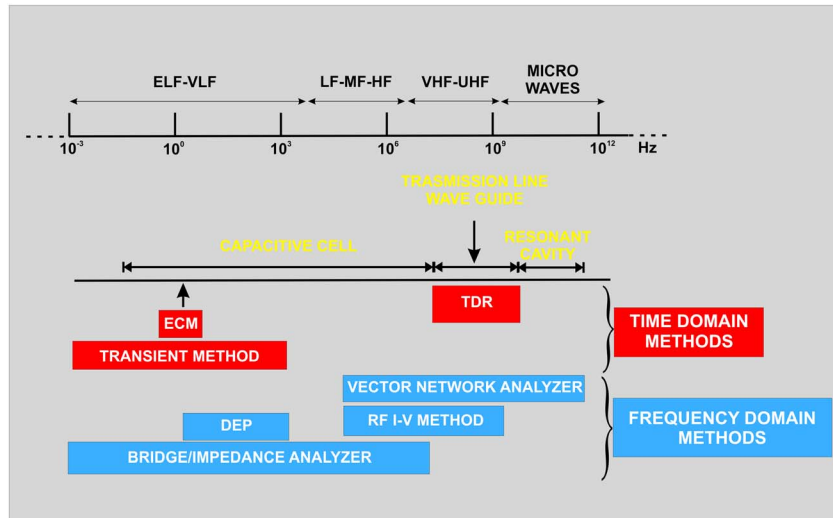 ELF-VLF
LF-MF-HF
VHF-UHF
MICRO
WAVES
10-3
100
103
106
109
1012
Hz
TRASMISSION LINE
WAVE GUIDE
CAPACITIVE CELL
RESONANT
CAVITY
ECM
TDR
TIME DOMAIN
METHODS
TRANSIENT METHOD
VECTOR NETWORK ANALYZER
DEP
RF I-V METHOD
FREQUENCY DOMAIN
METHODS
BRIDGE/IMPEDANCE ANALYZER